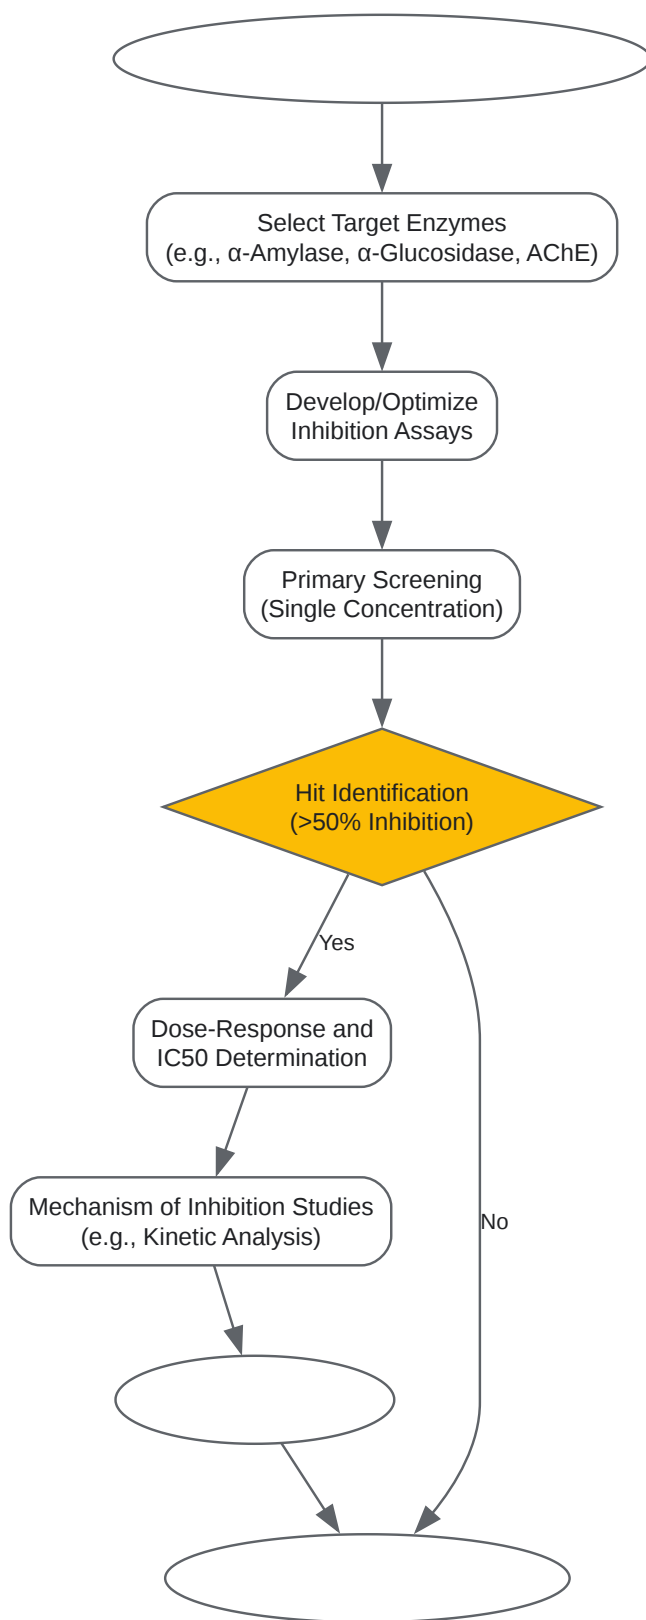 Select Target Enzymes
(e.g., α-Amylase, α-Glucosidase, AChE)
Develop/Optimize
Inhibition Assays
Primary Screening
(Single Concentration)
Hit Identification
(>50% Inhibition)
Yes
Dose-Response and
IC50 Determination
Mechanism of Inhibition Studies
(e.g., Kinetic Analysis)
No